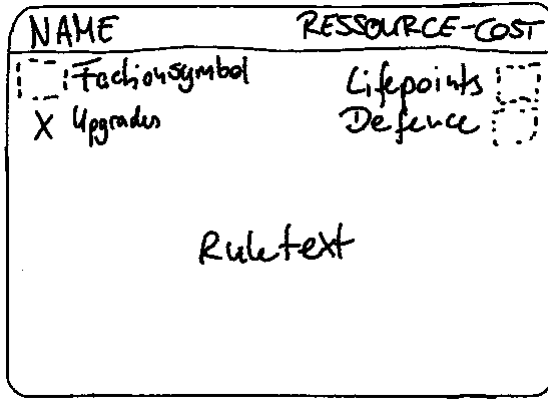 NAME RESSOURCE-COST
Factionsymbol Lifepoints
X Upgrades Defence
Ruletext